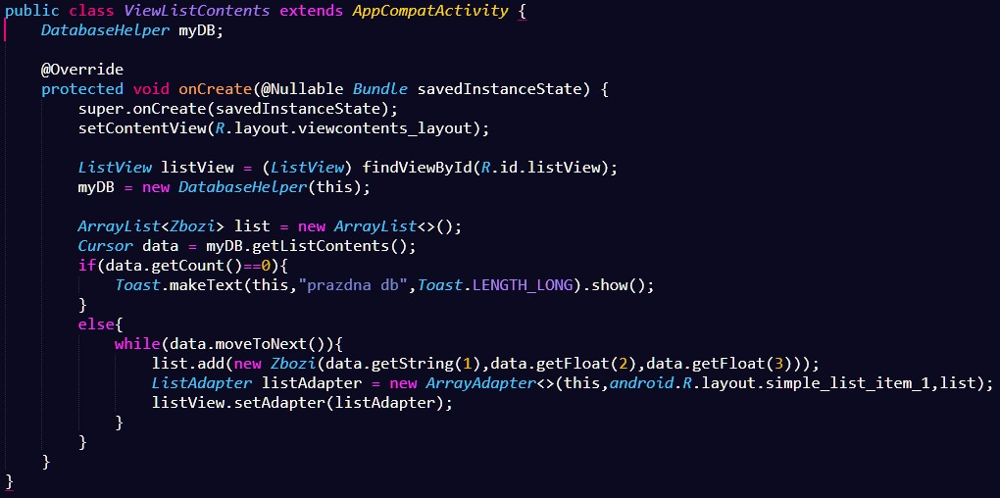 public class ViewListContents extends AppCompatActivity {
    DatabaseHelper myDB;

    @Override
    protected void onCreate(@Nullable Bundle savedInstanceState) {
        super.onCreate(savedInstanceState);
        setContentView(R.layout.viewcontents_layout);

        ListView listView = (ListView) findViewById(R.id.listView);
        myDB = new DatabaseHelper(this);

        ArrayList<Zbozi> list = new ArrayList<>();
        Cursor data = myDB.getListContents();
        if(data.getCount()==0){
            Toast.makeText(this,"prazdna db",Toast.LENGTH_LONG).show();
        }
        else{
            while(data.moveToNext()){
                list.add(new Zbozi(data.getString(1),data.getFloat(2),data.getFloat(3)));
                ListAdapter listAdapter = new ArrayAdapter<>(this,android.R.layout.simple_list_item_1,list);
                listView.setAdapter(listAdapter);
            }
        }
    }
}